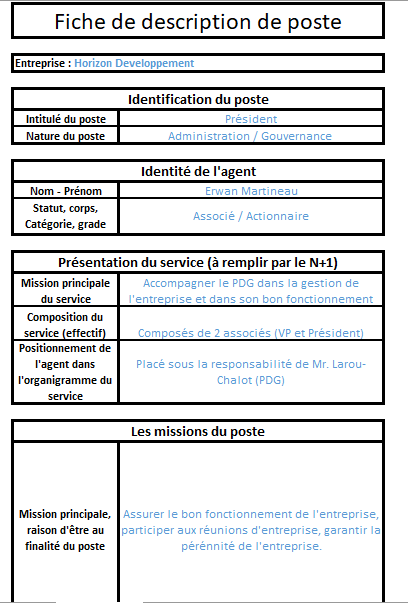 Fiche de description de poste
Entreprise : Horizon Developpement
Identification du poste
Intitulé du poste
Président
Nature du poste
Administration / Gouvernance
Identité de l'agent
Nom - Prénom
Erwan Martineau
Statut, corps,
Catégorie, grade
Associé / Actionnaire
Présentation du service (à remplir par le N+1)
Mission principale
du service
Accompagner le PDG dans la gestion de
l'entreprise et dans son bon fonctionnement
Composition du
service (effectif)
Composés de 2 associés (VP et Président)
Positionnement de
l'agent dans
l'organigramme du
service
Placé sous la responsabilité de Mr. Larou-
Chalot (PDG)
Les missions du poste
Mission principale,
raison d'être au
finalité du poste
Assurer le bon fonctionnement de l'entreprise,
participer aux réunions d'entreprise, garantir la
pérénnité de l'entreprise.